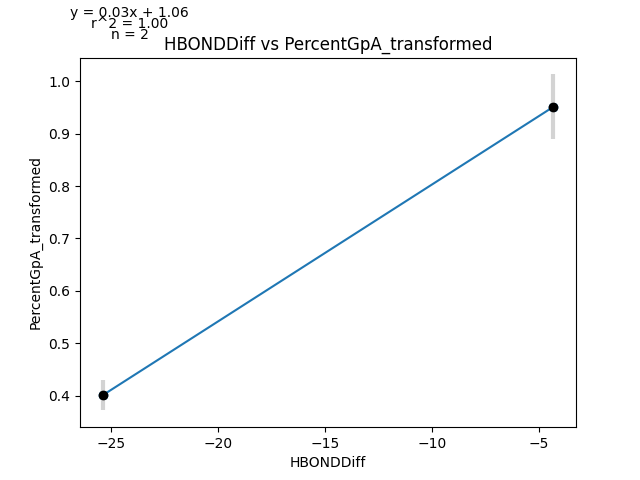 y = 0.03x + 1.06
r^2 = 1.00
n = 2
HBONDDiff vs PercentGpA_transformed
1.0
0.9
0.8
0.7
0.6
0.5
0.4
PercentGpA_transformed
−25
−20
−15
−10
−5
HBONDDiff